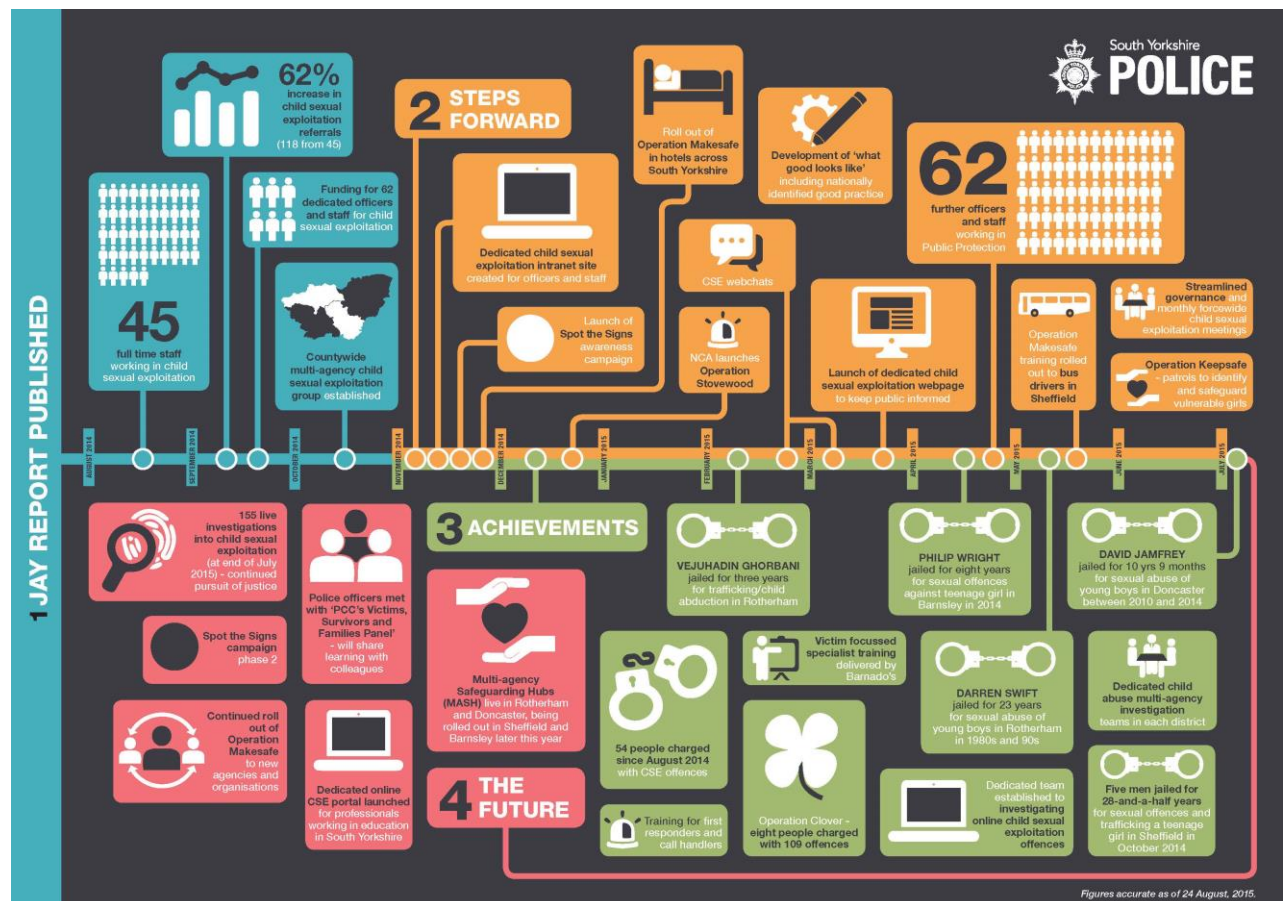 South Yorkshire
POLICE
1 JAY REPORT PUBLISHED
62%
increase in
child sexual
exploitation
referrals
(118 from 45)
45
full time staff
working in child
sexual exploitation
Funding for 62
dedicated officers
and staff for child
sexual exploitation
Countywide
multi-agency child
sexual exploitation
group established
2 STEPS
FORWARD
Dedicated child sexual
exploitation intranet site
created for officers and staff
Launch of
Spot the Signs
awareness
campaign
Roll out of
Operation Makesafe
in hotels across
South Yorkshire
Development of ‘what
good looks like’
including nationally
identified good practice
CSE webchats
NCA launches
Operation
Stovewood
Launch of dedicated child
sexual exploitation webpage
to keep public informed
62
further officers
and staff
working in
Public Protection
Operation
Makesafe
training rolled
out to bus
drivers in
Sheffield
Streamlined
governance and
monthly forcewide
child sexual
exploitation meetings
Operation Keepsafe
- patrols to identify
and safeguard
vulnerable girls
AUGUST 2014
SEPTEMBER 2014
OCTOBER 2014
NOVEMBER 2014
DECEMBER 2014
JANUARY 2015
FEBRUARY 2015
MARCH 2015
APRIL 2015
MAY 2015
JUNE 2015
JULY 2015
155 live
investigations
into child sexual
exploitation
(at end of July
2015) - continued
pursuit of justice
Spot the Signs
campaign
phase 2
Continued roll
out of
Operation
Makesafe
to new
agencies and
organisations
Police officers met
with ‘PCC’s Victims,
Survivors and
Families Panel’
- will share
learning with
colleagues
Dedicated online
CSE portal launched
for professionals
working in education
in South Yorkshire
3 ACHIEVEMENTS
Multi-agency
Safeguarding Hubs
(MASH) live in Rotherham
and Doncaster, being
rolled out in Sheffield and
Barnsley later this year
4 THE
FUTURE
VEJUHADIN GHORBANI
jailed for three years
for trafficking/child
abduction in Rotherham
54 people charged
since August 2014
with CSE offences
Training for first
responders and
call handlers
Victim focussed
specialist training
delivered by
Barnado's
Operation Clover -
eight people charged
with 109 offences
PHILIP WRIGHT
jailed for eight years
for sexual offences
against teenage girl in
Barnsley in 2014
DARREN SWIFT
jailed for 23 years
for sexual abuse of
young boys in Rotherham
in 1980s and 90s
Dedicated team
established to
investigating
online child sexual
exploitation
offences
DAVID JAMFREY
jailed for 10 yrs 9 months
for sexual abuse of
young boys in Doncaster
between 2010 and 2014
Dedicated child
abuse multi-agency
investigation
teams in each district
Five men jailed for
28-and-a-half years
for sexual offences and
trafficking a teenage
girl in Sheffield in
October 2014
Figures accurate as of 24 August, 2015.